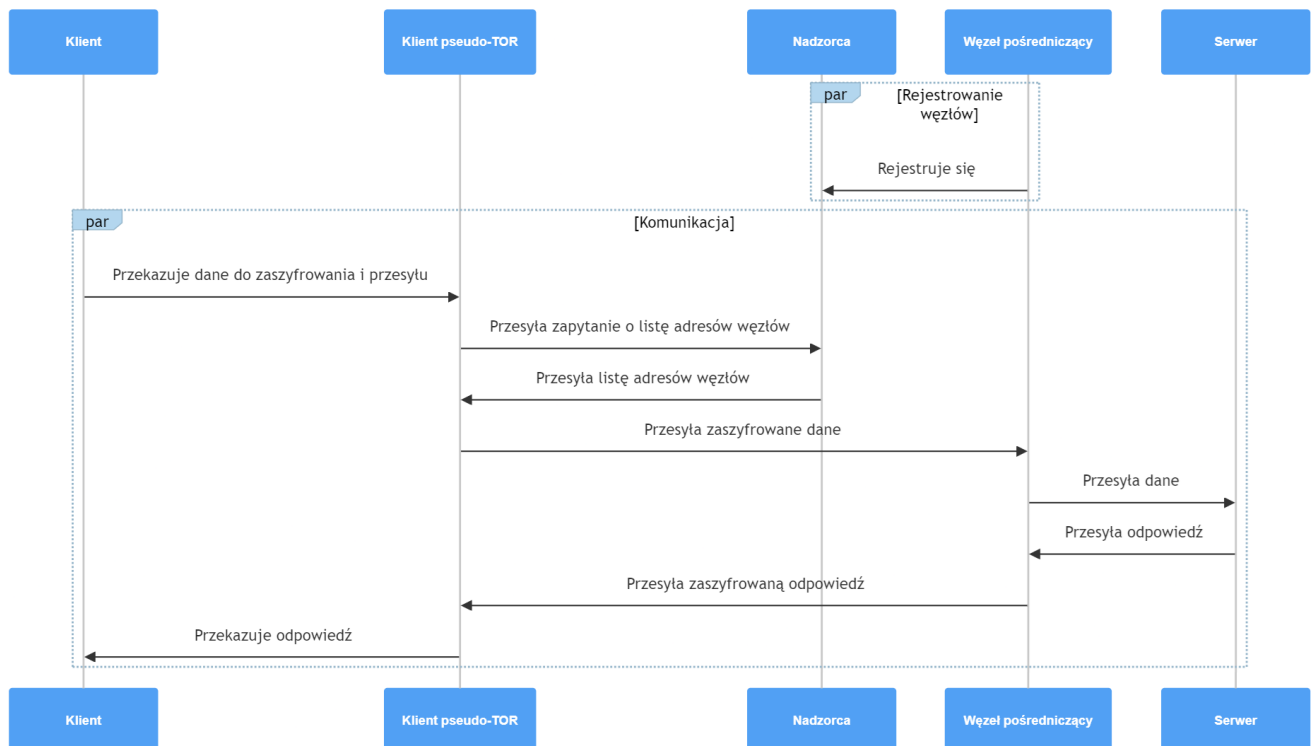 Klient
Klient pseudo-TOR
Nadzorca
Węzeł pośredniczący
Serwer
par
[Rejestrowanie
węzłów]
Rejestruje się
par
[Komunikacja]
Przekazuje dane do zaszyfrowania i przesyłu
Przesyła zapytanie o listę adresów węzłów
Przesyła listę adresów węzłów
Przesyła zaszyfrowane dane
Przesyła dane
Przesyła odpowiedź
Przesyła zaszyfrowaną odpowiedź
Przekazuje odpowiedź
Klient
Klient pseudo-TOR
Nadzorca
Węzeł pośredniczący
Serwer